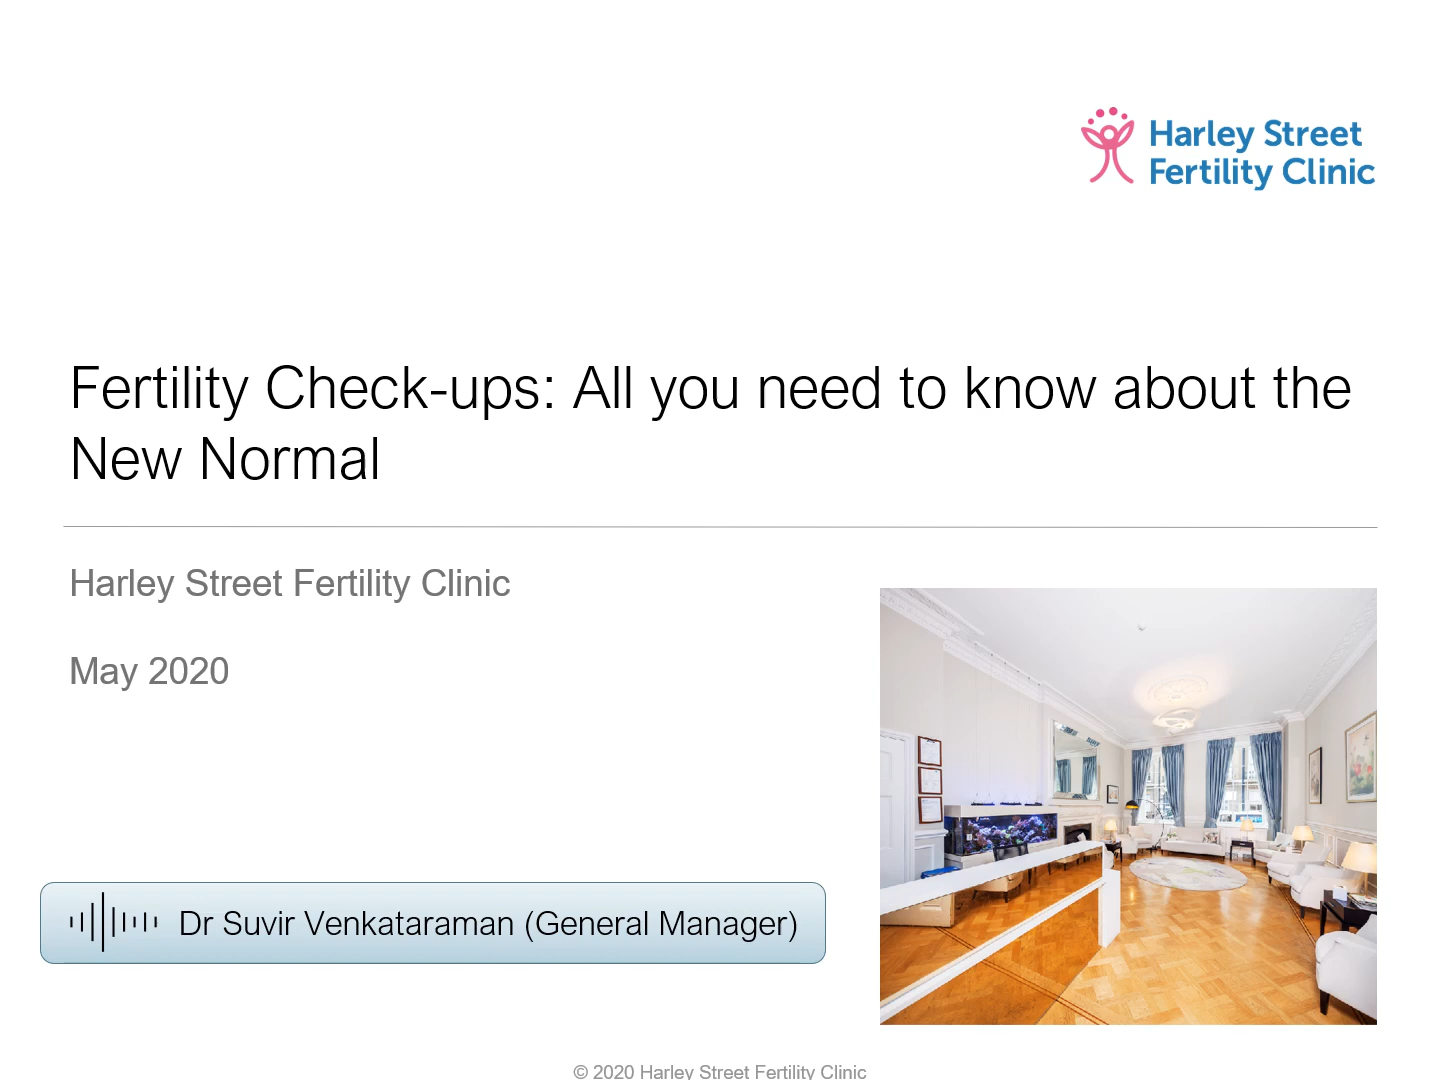 Harley Street
Fertility Clinic
Fertility Check-ups: All you need to know about the
New Normal
Harley Street Fertility Clinic
May 2020
Dr Suvir Venkataraman (General Manager)
© 2020 Harley Street Fertility Clinic